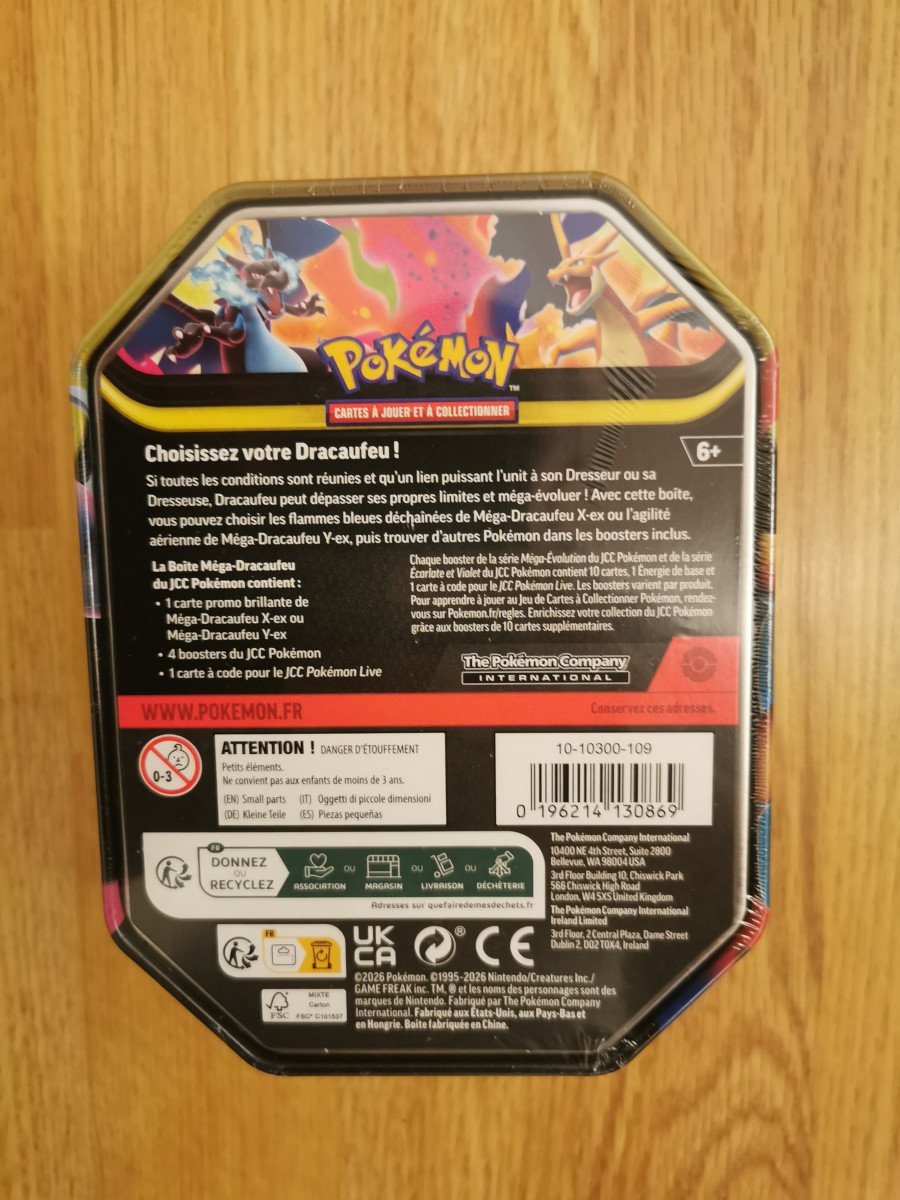 POKÉMON
™
CARTES À JOUER ET À COLLECTIONNER
Choisissez votre Dracaufeu !
6+
Si toutes les conditions sont réunies et qu'un lien puissant l'unit à son Dresseur ou sa
Dresseuse, Dracaufeu peut dépasser ses propres limites et méga-évoluer ! Avec cette boîte,
vous pouvez choisir les flammes bleues déchaînées de Méga-Dracaufeu X-ex ou l'agilité
aérienne de Méga-Dracaufeu Y-ex, puis trouver d'autres Pokémon dans les boosters inclus.
La Boîte Méga-Dracaufeu
du JCC Pokémon contient :
• 1 carte promo brillante de
Méga-Dracaufeu X-ex ou
Méga-Dracaufeu Y-ex
• 4 boosters du JCC Pokémon
• 1 carte à code pour le JCC Pokémon Live
Chaque booster de la série Méga-Évolution du JCC Pokémon et de la série
Écarlate et Violet du JCC Pokémon contient 10 cartes, 1 Énergie de base et
1 carte à code pour le JCC Pokémon Live. Les boosters varient par produit.
Pour apprendre à jouer au Jeu de Cartes à Collectionner Pokémon, rendez-
vous sur Pokemon.fr/regles. Enrichissez votre collection du JCC Pokémon
grâce aux boosters de 10 cartes supplémentaires.
The Pokémon Company
INTERNATIONAL
WWW.POKEMON.FR
Conservez ces adresses.
0-3
ATTENTION ! DANGER D'ÉTOUFFEMENT
Petits éléments.
Ne convient pas aux enfants de moins de 3 ans.
(EN) Small parts (IT) Oggetti di piccole dimensioni
(DE) Kleine Teile (ES) Piezas pequeñas
10-10300-109
0 196214 130869
FR
DONNEZ
OU
RECYCLEZ
ASSOCIATION OU MAGASIN OU LIVRAISON OU DÉCHÈTERIE
Adresses sur quefairedemesdechets.fr
The Pokémon Company International
10400 NE 4th Street, Suite 2800
Bellevue, WA 98004 USA
3rd Floor Building 10, Chiswick Park
566 Chiswick High Road
London, W4 5XS United Kingdom
The Pokémon Company International
Ireland Limited
3rd Floor, 2 Central Plaza, Dame Street
Dublin 2, D02 T0X4, Ireland
FR
UK
CA
®
CE
©2026 Pokémon. ©1995-2026 Nintendo/Creatures Inc./
GAME FREAK inc. TM, ® et les noms des personnages sont des
marques de Nintendo. Fabriqué par The Pokémon Company
International. Fabriqué aux États-Unis, aux Pays-Bas et
en Hongrie. Boîte fabriquée en Chine.
FSC
MIXTE
Carton
FSC® C101537